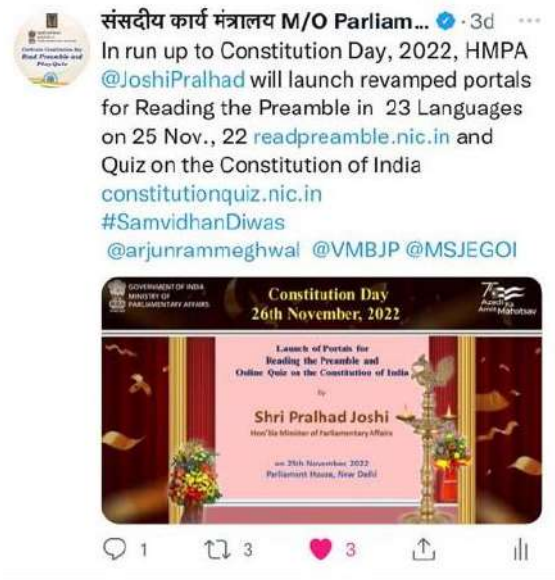 संसदीय कार्य मंत्रालय M/O Parliam... · 3d
In run up to Constitution Day, 2022, HMPA
@JoshiPralhad will launch revamped portals
for Reading the Preamble in 23 Languages
on 25 Nov., 22 readpreamble.nic.in and
Quiz on the Constitution of India
constitutionquiz.nic.in
#SamvidhanDiwas
@arjunrammeghwal @VMBJP @MSJEGOI
GOVERNMENT OF INDIA
MINISTRY OF
PARLIAMENTARY AFFAIRS
Constitution Day
26th November, 2022
Azadi Ka
Amrit Mahotsav
Launch of Portals for
Reading the Preamble and
Online Quiz on the Constitution of India
by
Shri Pralhad Joshi
Hon'ble Minister of Parliamentary Affairs
on 25th November 2022
Parliament House, New Delhi
1
3
3